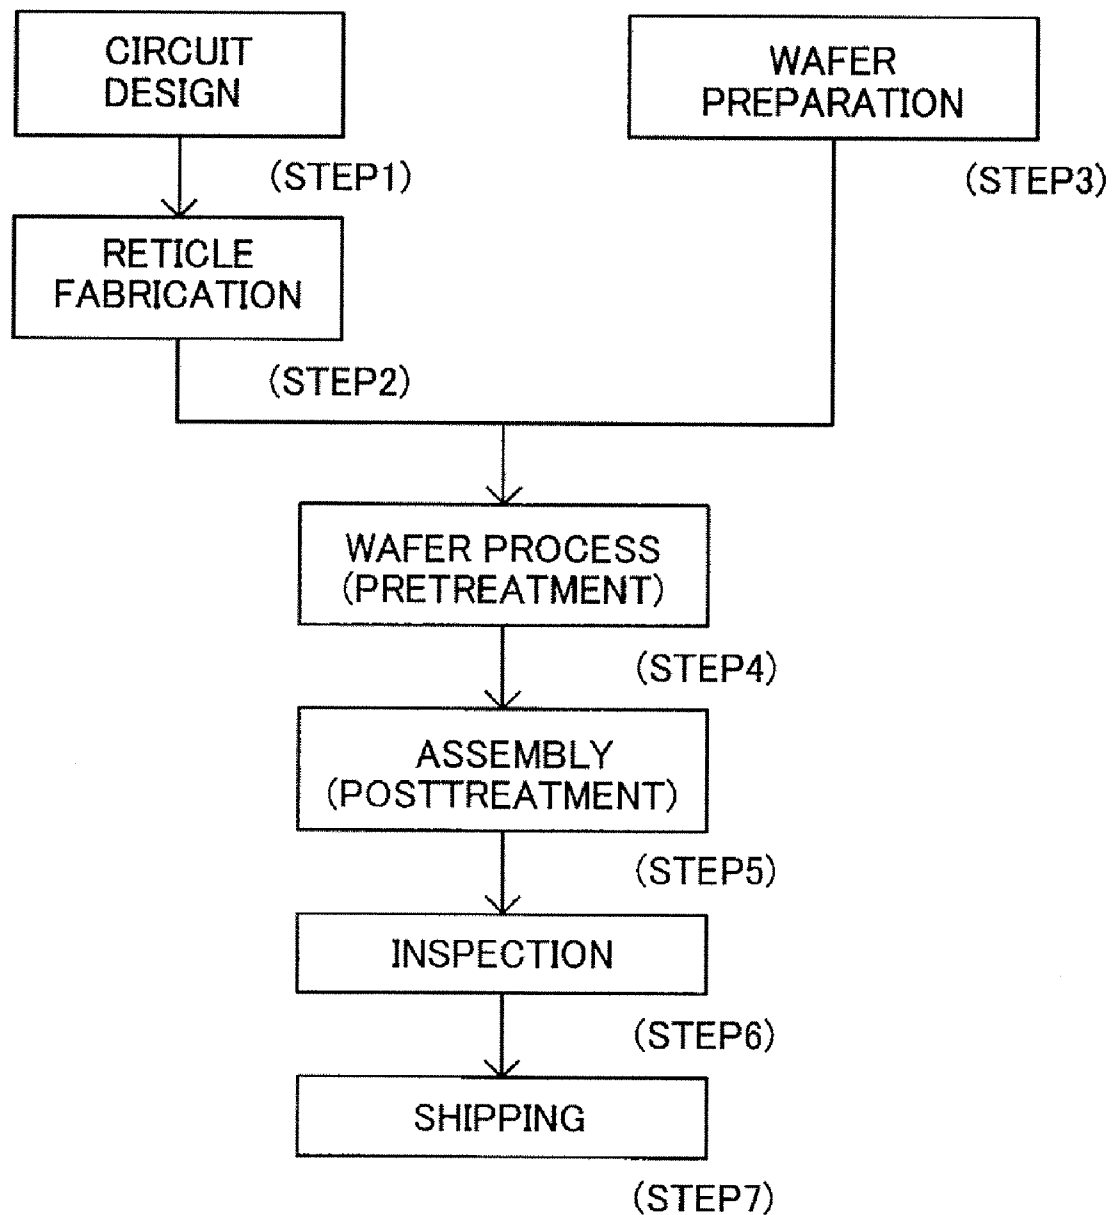 CIRCUIT
DESIGN
(STEP1)
RETICLE
FABRICATION
(STEP2)
WAFER
PREPARATION
(STEP3)
WAFER PROCESS
(PRETREATMENT)
(STEP4)
ASSEMBLY
(POSTTREATMENT)
(STEP5)
INSPECTION
(STEP6)
SHIPPING
(STEP7)